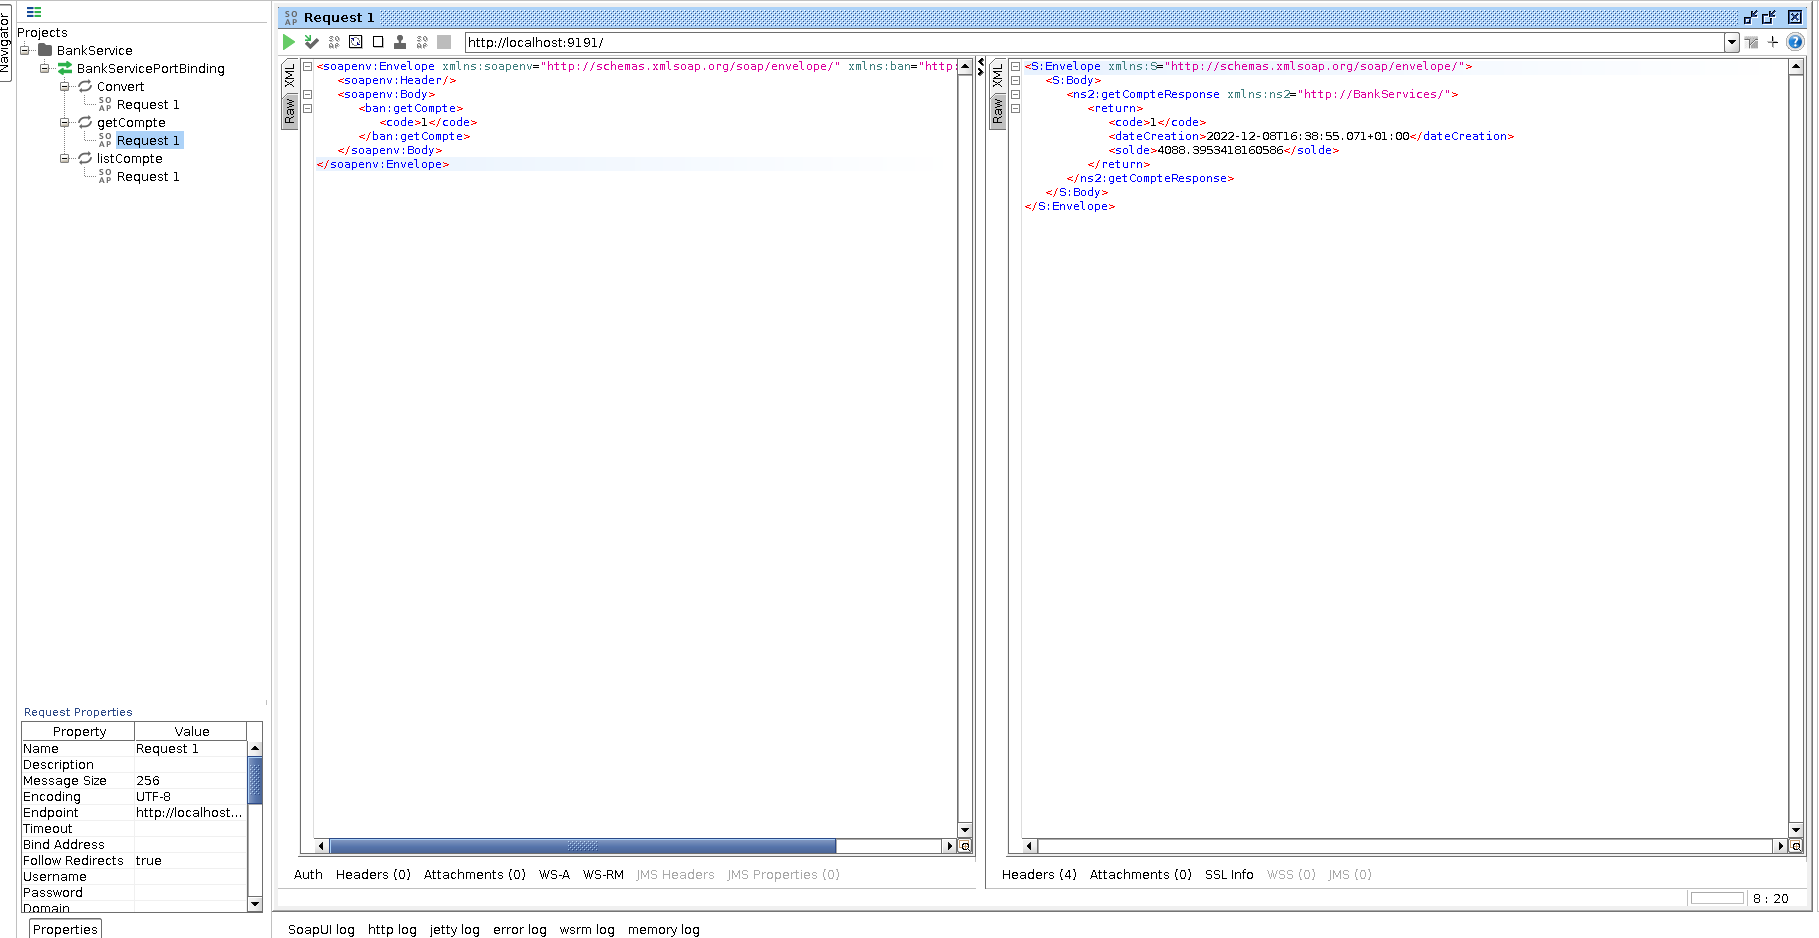 Navigator
Projects
BankService
BankServicePortBinding
Convert
SO AP Request 1
getCompte
SO AP Request 1
listCompte
SO AP Request 1
Request Properties
Property Value
Name Request 1
Description
Message Size 256
Encoding UTF-8
Endpoint http://localhost...
Timeout
Bind Address
Follow Redirects true
Username
Password
Domain
Properties
SO AP Request 1
http://localhost:9191/
XML
Raw
<soapenv:Envelope xmlns:soapenv="http://schemas.xmlsoap.org/soap/envelope/" xmlns:ban="http:
<soapenv:Header/>
<soapenv:Body>
<ban:getCompte>
<code>1</code>
</ban:getCompte>
</soapenv:Body>
</soapenv:Envelope>
Auth Headers (0) Attachments (0) WS-A WS-RM JMS Headers JMS Properties (0)
XML
Raw
<S:Envelope xmlns:S="http://schemas.xmlsoap.org/soap/envelope/">
<S:Body>
<ns2:getCompteResponse xmlns:ns2="http://BankServices/">
<return>
<code>1</code>
<dateCreation>2022-12-08T16:38:55.071+01:00</dateCreation>
<solde>4088.3953418160586</solde>
</return>
</ns2:getCompteResponse>
</S:Body>
</S:Envelope>
Headers (4) Attachments (0) SSL Info WSS (0) JMS (0)
8 : 20
SoapUI log http log jetty log error log wsrm log memory log